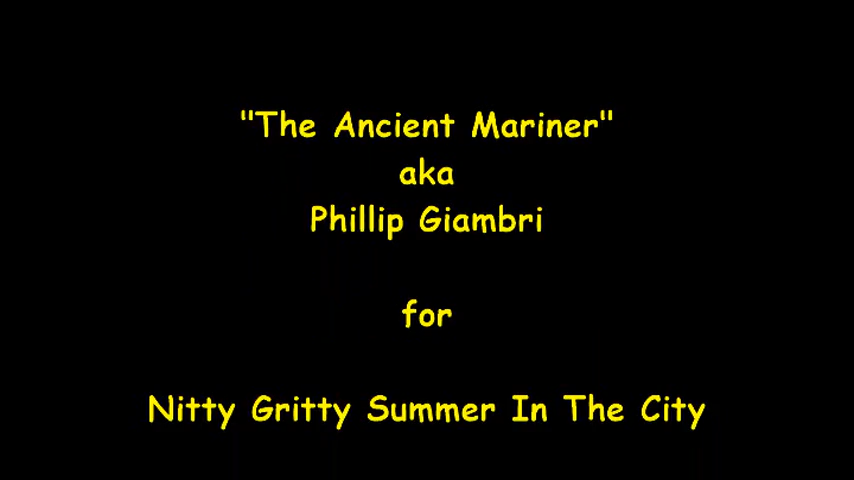 "The Ancient Mariner"
aka
Phillip Giambri
for
Nitty Gritty Summer In The City